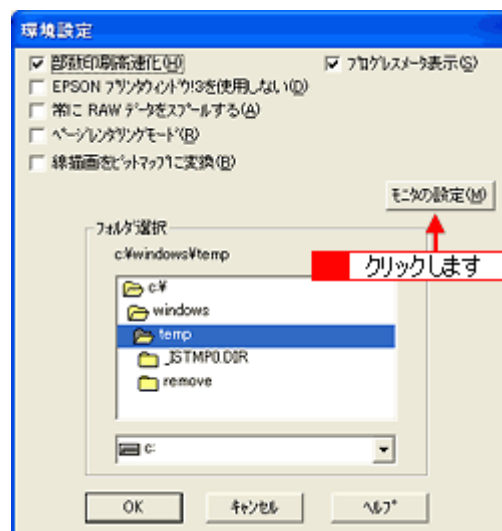 環境設定
部数印刷高速化(H)
プログレスメータ表示(S)
EPSON プリンタウィンドウ!3を使用しない(D)
常に RAW データをスプールする(A)
ページレンダリングモード(R)
線描画をビットマップに変換(B)
モニタの設定(M)
クリックします
フォルダ選択
c:¥windows¥temp
c:¥
windows
temp
_ISTMP0.DIR
remove
c:
OK
キャンセル
ヘルプ